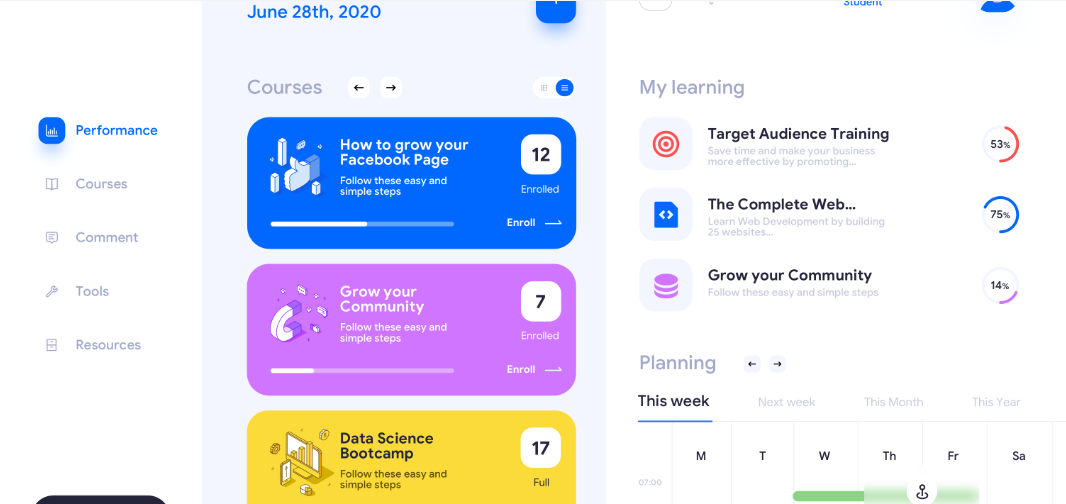 June 28th, 2020
Student
Performance
Courses
Comment
Tools
Resources
Courses
How to grow your
Facebook Page
Follow these easy and
simple steps
12
Enrolled
Enroll
Grow your
Community
Follow these easy and
simple steps
7
Enrolled
Enroll
Data Science
Bootcamp
Follow these easy and
simple steps
17
Full
My learning
Target Audience Training
Save time and make your business
more effective by promoting...
53%
The Complete Web...
Learn Web Development by building
25 websites...
75%
Grow your Community
Follow these easy and simple steps
14%
Planning
This week
Next week
This Month
This Year
M
T
W
Th
Fr
Sa
07:00